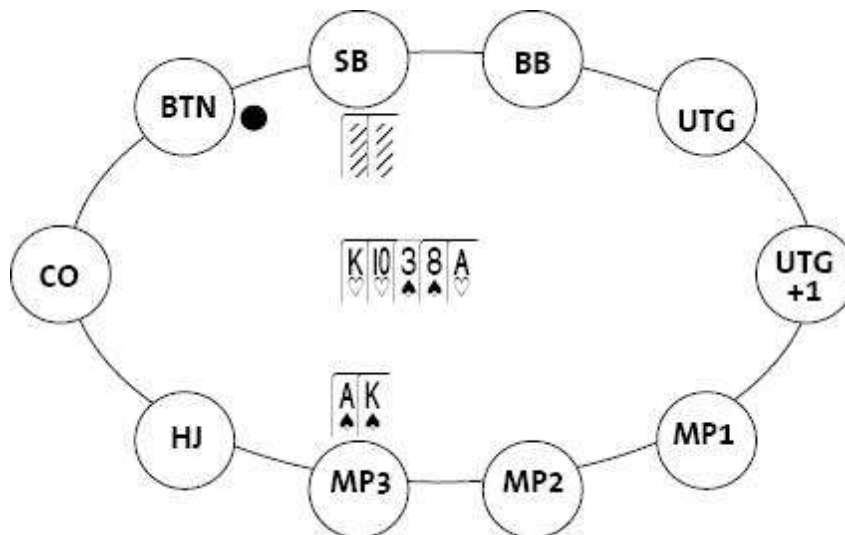 SB
BB
BTN
UTG
K♡ 10♡ 3♠ 8♠ A♡
CO
UTG
+1
A♠ K♠
HJ
MP1
MP3
MP2